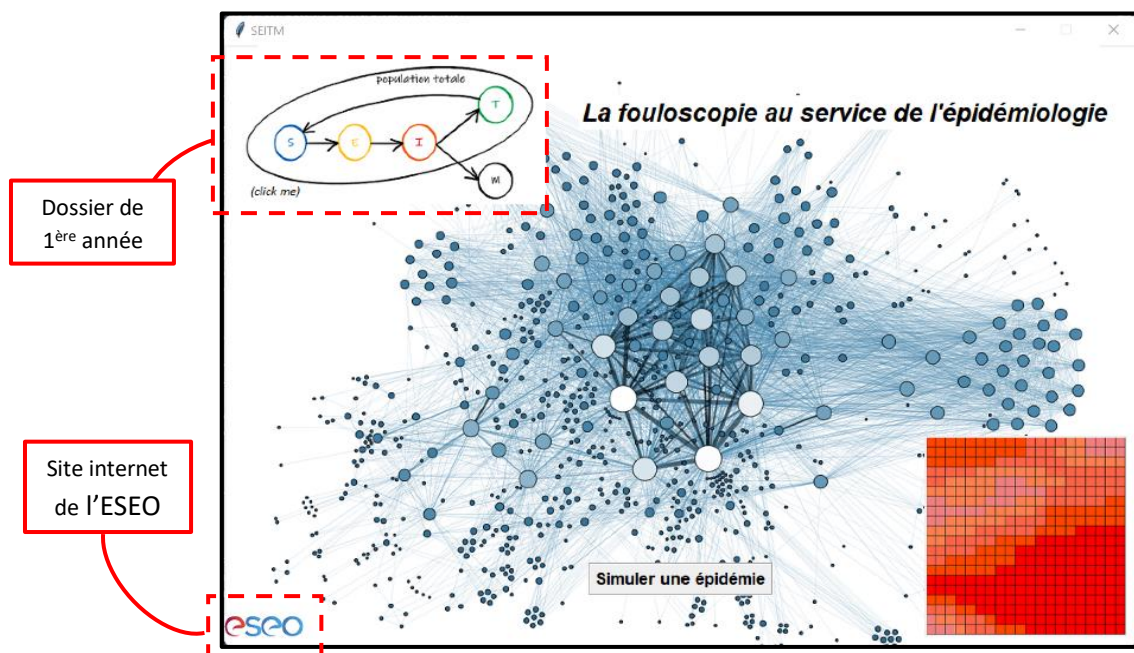 SEITM
population totale
T
S
E
I
M
(click me)
La fouloscopie au service de l'épidémiologie
Dossier de
1ère année
Site internet
de l'ESEO
Simuler une épidémie
eseo